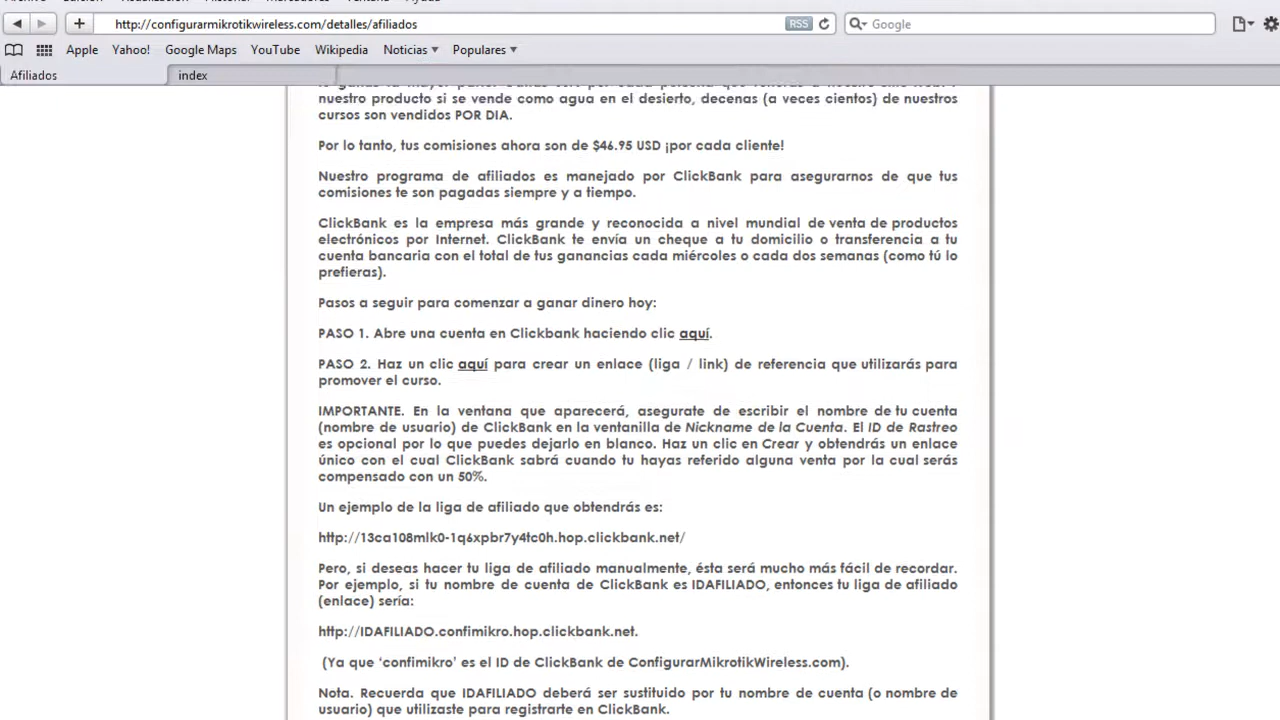 http://configurarmikrotikwireless.com/detalles/afiliados
RSS
Google
Apple
Yahoo!
Google Maps
YouTube
Wikipedia
Noticias
Populares
Afiliados
index
nuestro producto si se vende como agua en el desierto, decenas (a veces cientos) de nuestros
cursos son vendidos POR DIA.
Por lo tanto, tus comisiones ahora son de $46.95 USD ¡por cada cliente!
Nuestro programa de afiliados es manejado por ClickBank para asegurarnos de que tus
comisiones te son pagadas siempre y a tiempo.
ClickBank es la empresa más grande y reconocida a nivel mundial de venta de productos
electrónicos por Internet. ClickBank te envía un cheque a tu domicilio o transferencia a tu
cuenta bancaria con el total de tus ganancias cada miércoles o cada dos semanas (como tú lo
prefieras).
Pasos a seguir para comenzar a ganar dinero hoy:
PASO 1. Abre una cuenta en Clickbank haciendo clic aquí.
PASO 2. Haz un clic aquí para crear un enlace (liga / link) de referencia que utilizarás para
promover el curso.
IMPORTANTE. En la ventana que aparecerá, asegurate de escribir el nombre de tu cuenta
(nombre de usuario) de ClickBank en la ventanilla de Nickname de la Cuenta. El ID de Rastreo
es opcional por lo que puedes dejarlo en blanco. Haz un clic en Crear y obtendrás un enlace
único con el cual ClickBank sabrá cuando tu hayas referido alguna venta por la cual serás
compensado con un 50%.
Un ejemplo de la liga de afiliado que obtendrás es:
http://13ca108mlk0-1q6xpbr7y4tc0h.hop.clickbank.net/
Pero, si deseas hacer tu liga de afiliado manualmente, ésta será mucho más fácil de recordar.
Por ejemplo, si tu nombre de cuenta de ClickBank es IDAFILIADO, entonces tu liga de afiliado
(enlace) sería:
http://IDAFILIADO.confimikro.hop.clickbank.net.
(Ya que ‘confimikro’ es el ID de ClickBank de ConfigurarMikrotikWireless.com).
Nota. Recuerda que IDAFILIADO deberá ser sustituido por tu nombre de cuenta (o nombre de
usuario) que utilizaste para registrarte en ClickBank.